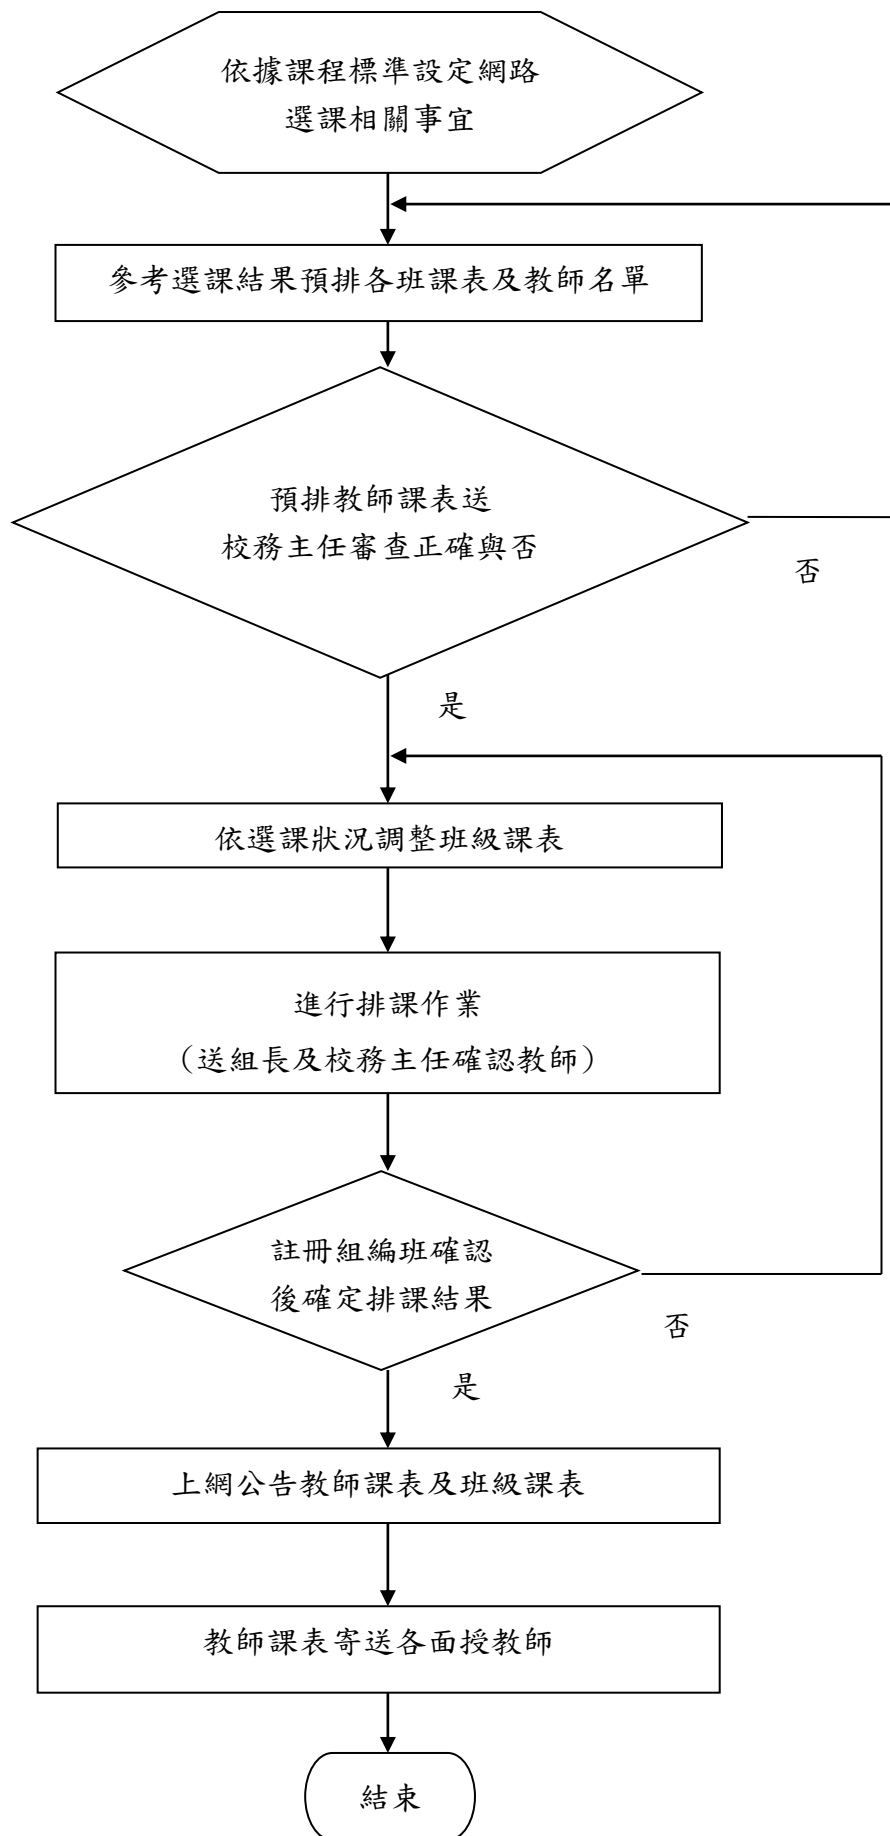 依據課程標準設定網路
選課相關事宜
參考選課結果預排各班課表及教師名單
預排教師課表送
校務主任審查正確與否
否
是
依選課狀況調整班級課表
進行排課作業
（送組長及校務主任確認教師）
註冊組編班確認
後確定排課結果
否
是
上網公告教師課表及班級課表
教師課表寄送各面授教師
結束